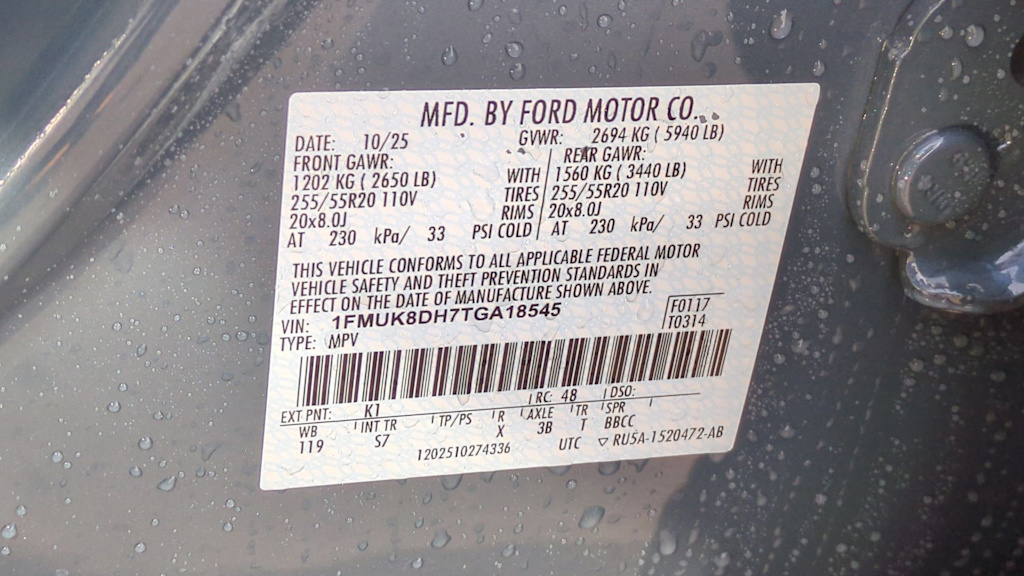 MFD. BY FORD MOTOR CO.
DATE: 10/25 GVWR: 2694 KG ( 5940 LB)
FRONT GAWR: REAR GAWR:
1202 KG ( 2650 LB) WITH 1560 KG ( 3440 LB) WITH
255/55R20 110V TIRES 255/55R20 110V TIRES
20x8.0J RIMS 20x8.0J RIMS
AT 230 kPa/ 33 PSI COLD AT 230 kPa/ 33 PSI COLD
THIS VEHICLE CONFORMS TO ALL APPLICABLE FEDERAL MOTOR
VEHICLE SAFETY AND THEFT PREVENTION STANDARDS IN
EFFECT ON THE DATE OF MANUFACTURE SHOWN ABOVE.
VIN: 1FMUK8DH7TGA18545 F0117
TYPE: MPV T0314
EXT PNT: K1 RC: 48 DSO:
WB INT TR TP/PS R AXLE TR SPR
119 S7 X 3B T BBCC
1202510274336 UTC ▽ RU5A-1520472-AB